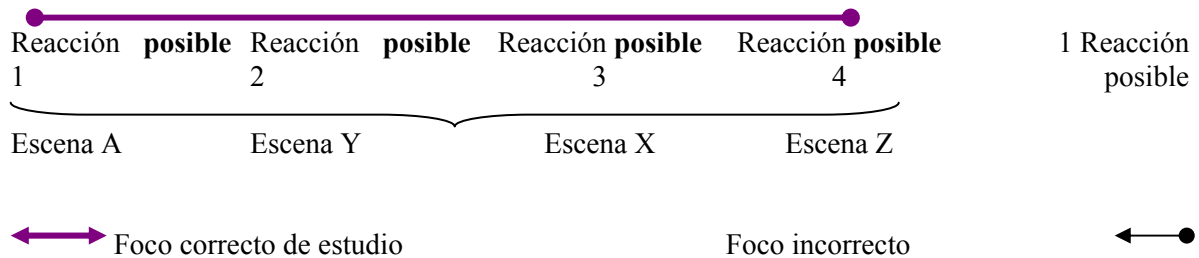 Reacción posible Reacción posible Reacción posible Reacción posible 1 Reacción
1 2 3 4 posible
Escena A Escena Y Escena X Escena Z
Foco correcto de estudio Foco incorrecto